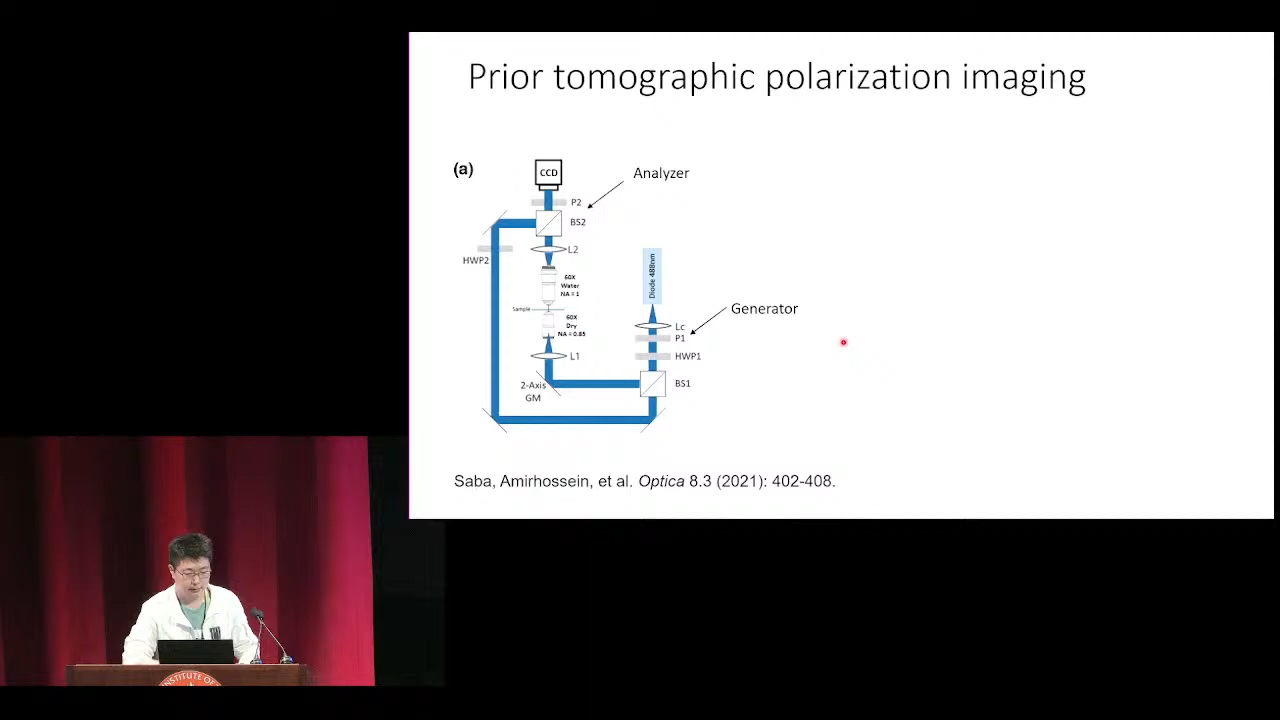 Prior tomographic polarization imaging
(a)
CCD
Analyzer
P2
BS2
L2
HWP2
60X
Water
NA = 1
Diode 488nm
Sample
60X
Dry
NA = 0.85
Generator
Lc
P1
L1
HWP1
2-Axis
GM
BS1
Saba, Amirhossein, et al. Optica 8.3 (2021): 402-408.
INSTITUTE OF